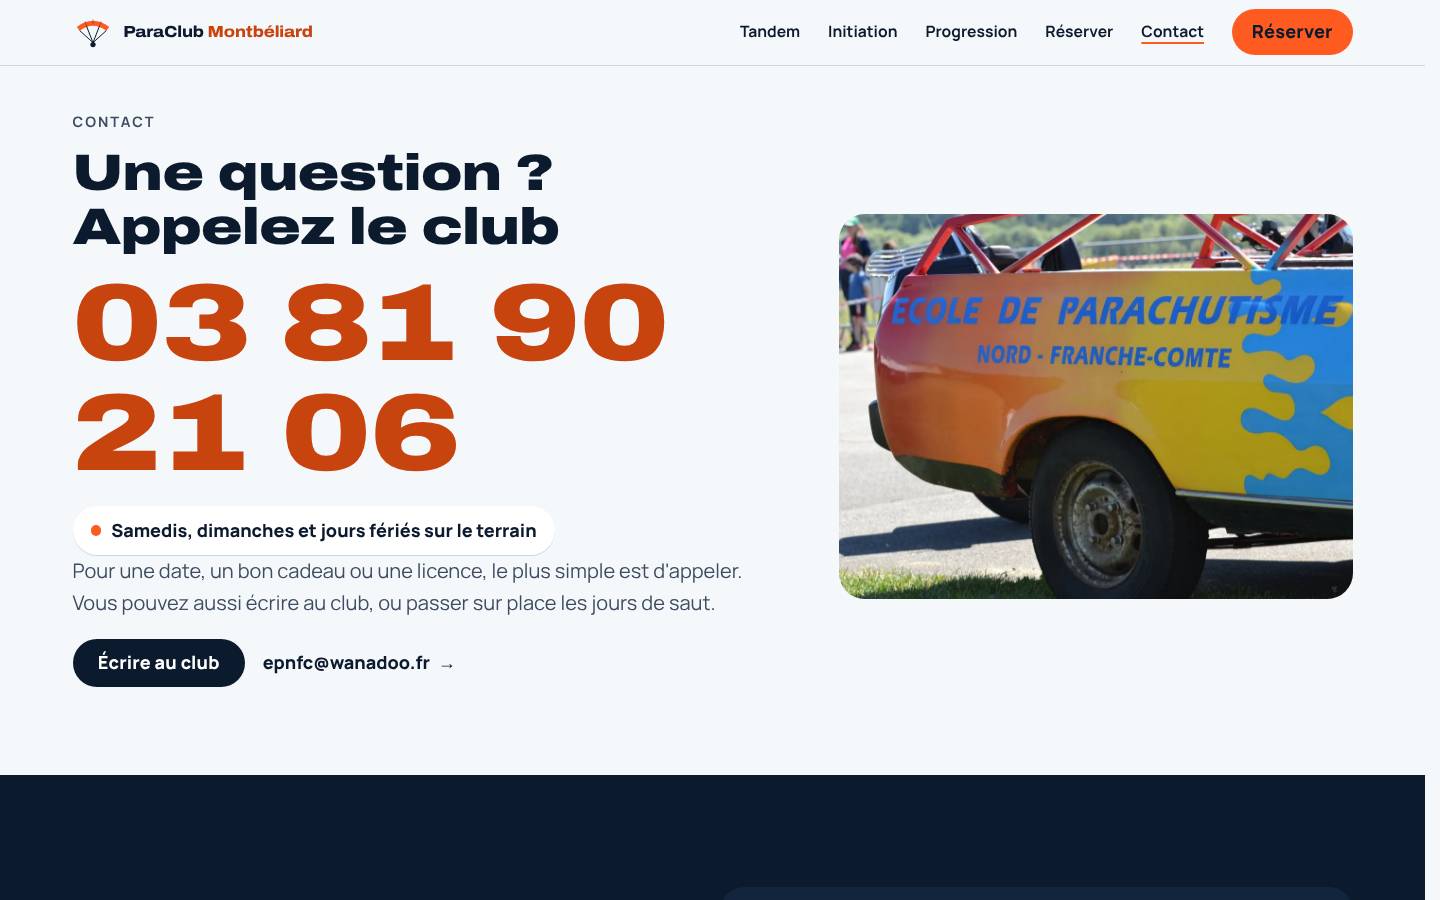 ParaClub Montbéliard
Tandem
Initiation
Progression
Réserver
Contact
Réserver
CONTACT
Une question ?
Appelez le club
03 81 90
21 06
Samedis, dimanches et jours fériés sur le terrain
Pour une date, un bon cadeau ou une licence, le plus simple est d'appeler.
Vous pouvez aussi écrire au club, ou passer sur place les jours de saut.
Écrire au club
epnfc@wanadoo.fr →
ECOLE DE PARACHUTISME
NORD - FRANCHE-COMTE